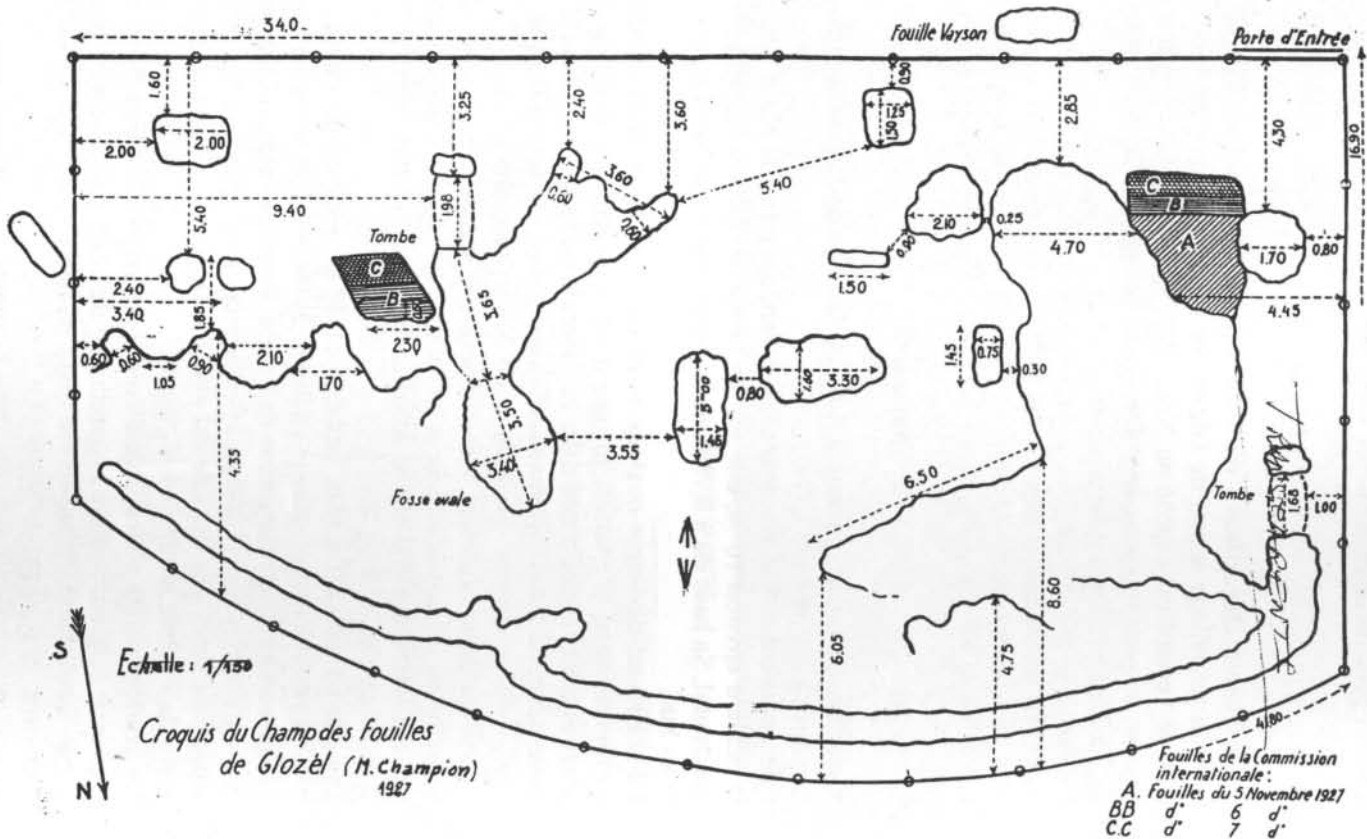 34.0
Fouille Vayson
Porte d'Entrée
1.60
3.25
2.40
3.60
0.90
2.85
4.30
16.90
2.00
2.00
1.25
1.50
5.40
9.40
1.98
3.60
0.60
0.60
5.40
2.10
0.25
4.70
C
B
A
1.70
0.80
Tombe
C
B
2.40
3.40
1.85
0.90
1.50
4.45
3.65
2.30
0.60
0.60
1.05
0.90
2.10
1.70
0.80
3.30
1.45
0.75
0.30
1.45
3.55
4.35
3.50
3.40
Fosse ovale
6.50
Tombe
1.68
1.00
8.60
6.05
4.75
S
N
Echelle: 1/150
Croquis du Champ des Fouilles
de Glozel (M. Champion)
1927
4.80
Fouilles de la Commission
internationale:
A. Fouilles du 5 Novembre 1927
BB d° 6 d°
C.C d° 7 d°